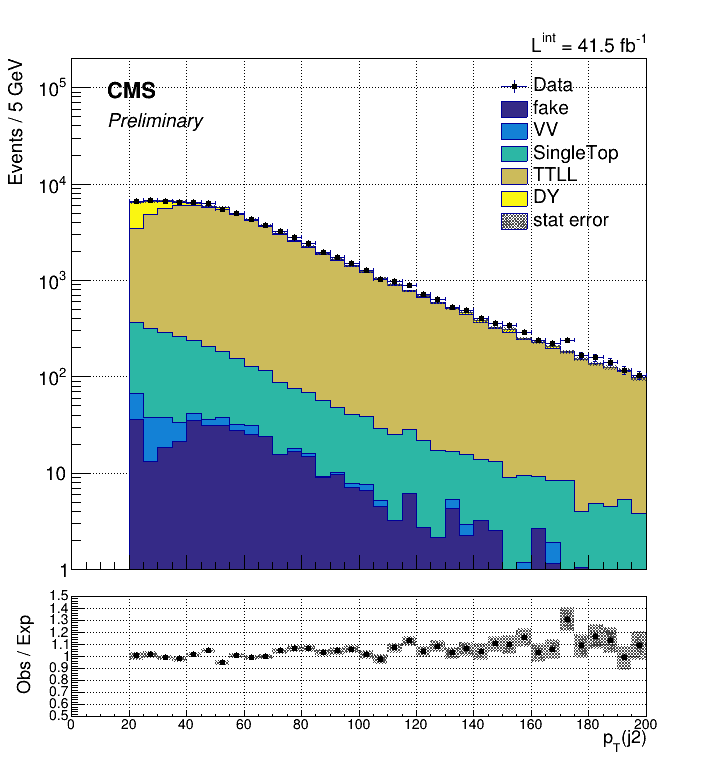 L^int = 41.5 fb^-1
Events / 5 GeV
CMS
Preliminary
Data
fake
VV
SingleTop
TTLL
DY
stat error
10^5
10^4
10^3
10^2
10
1
Obs / Exp
1.5
1.4
1.3
1.2
1.1
1
0.9
0.8
0.7
0.6
0.5
0 20 40 60 80 100 120 140 160 180 200
p_T(j2)